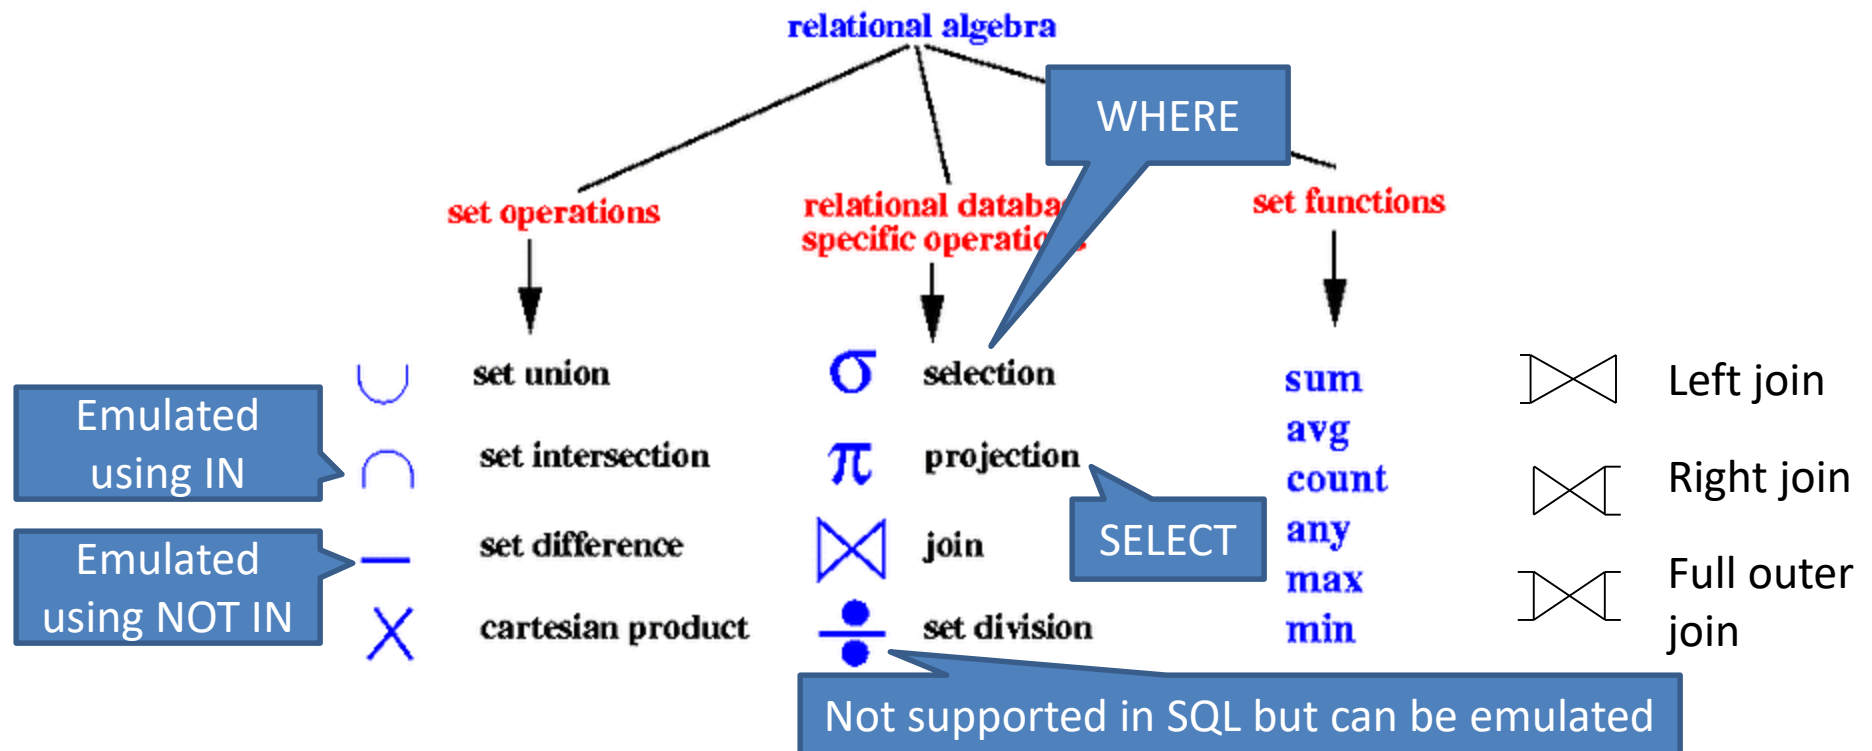 relational algebra
WHERE
set operations
relational databa
specific operatio s
set functions
∪ set union
Emulated
using IN
∩ set intersection
Emulated
using NOT IN
– set difference
× cartesian product
σ selection
π projection
SELECT
⋈ join
÷ set division
Not supported in SQL but can be emulated
sum
avg
count
any
max
min
⟕ Left join
⟖ Right join
⟗ Full outer
join